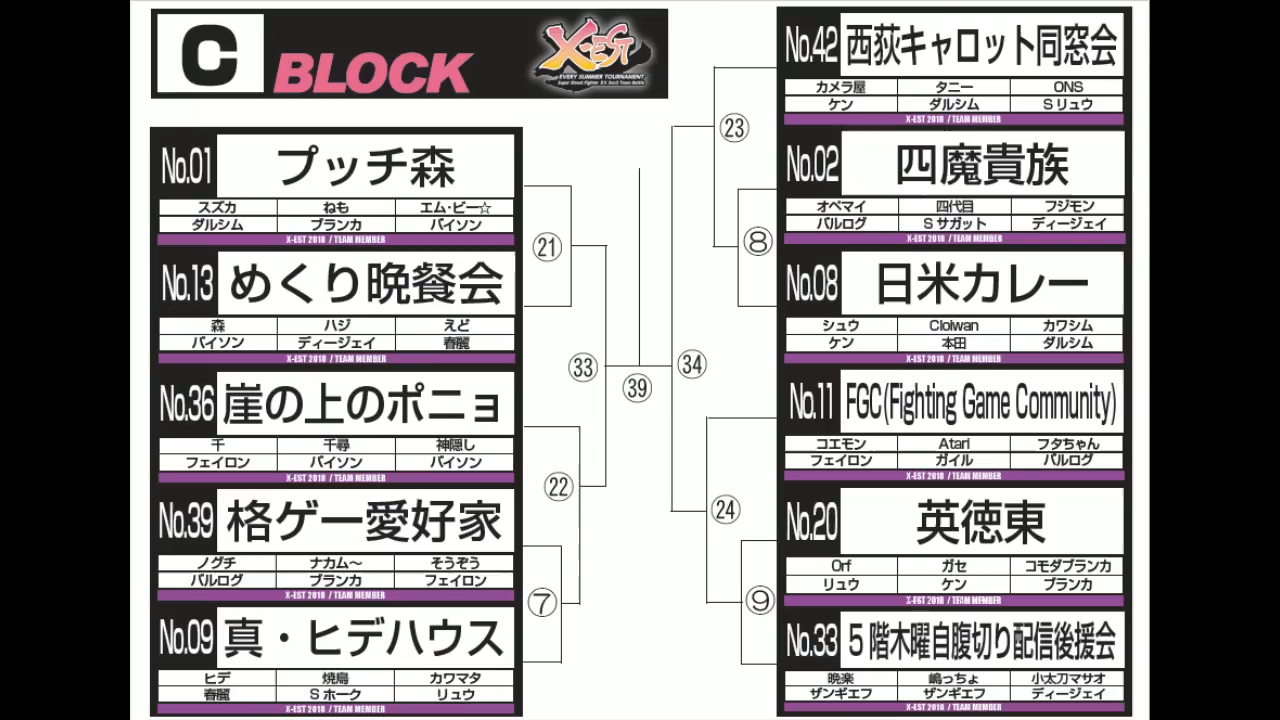 C
BLOCK
X-EST
EVERY SUMMER TOURNAMENT
Super Street Fighter II X 3on3 Team Battle
No.01 プッチ森
スズカ ねも エム・ビー☆
ダルシム ブランカ バイソン
X-EST 2018 / TEAM MEMBER
No.13 めくり晩餐会
森 ハジ えど
バイソン ディージェイ 春麗
X-EST 2018 / TEAM MEMBER
No.36 崖の上のポニョ
千 千尋 神隠し
フェイロン バイソン バイソン
X-EST 2018 / TEAM MEMBER
No.39 格ゲー愛好家
ノグチ ナカム～ そうぞう
バルログ ブランカ フェイロン
X-EST 2018 / TEAM MEMBER
No.09 真・ヒデハウス
ヒデ 焼鳥 カワマタ
春麗 Sホーク リュウ
X-EST 2018 / TEAM MEMBER
㉑
㉝
㉒
⑦
㊴
㉞
㉓
⑧
㉔
⑨
No.42 西荻キャロット同窓会
カメラ屋 タニー ONS
ケン ダルシム Sリュウ
X-EST 2018 / TEAM MEMBER
No.02 四魔貴族
オペマイ 四代目 フジモン
バルログ Sサガット ディージェイ
X-EST 2018 / TEAM MEMBER
No.08 日米カレー
シュウ Cloiwan カワシム
ケン 本田 ダルシム
X-EST 2018 / TEAM MEMBER
No.11 FGC(Fighting Game Community)
コエモン Atari フタちゃん
フェイロン ガイル バルログ
X-EST 2018 / TEAM MEMBER
No.20 英徳東
Orf ガセ コモダブランカ
リュウ ケン ブランカ
X-EST 2018 / TEAM MEMBER
No.33 5階木曜自腹切り配信後援会
晩楽 嶋っちょ 小太刀マサオ
ザンギエフ ザンギエフ ディージェイ
X-EST 2018 / TEAM MEMBER